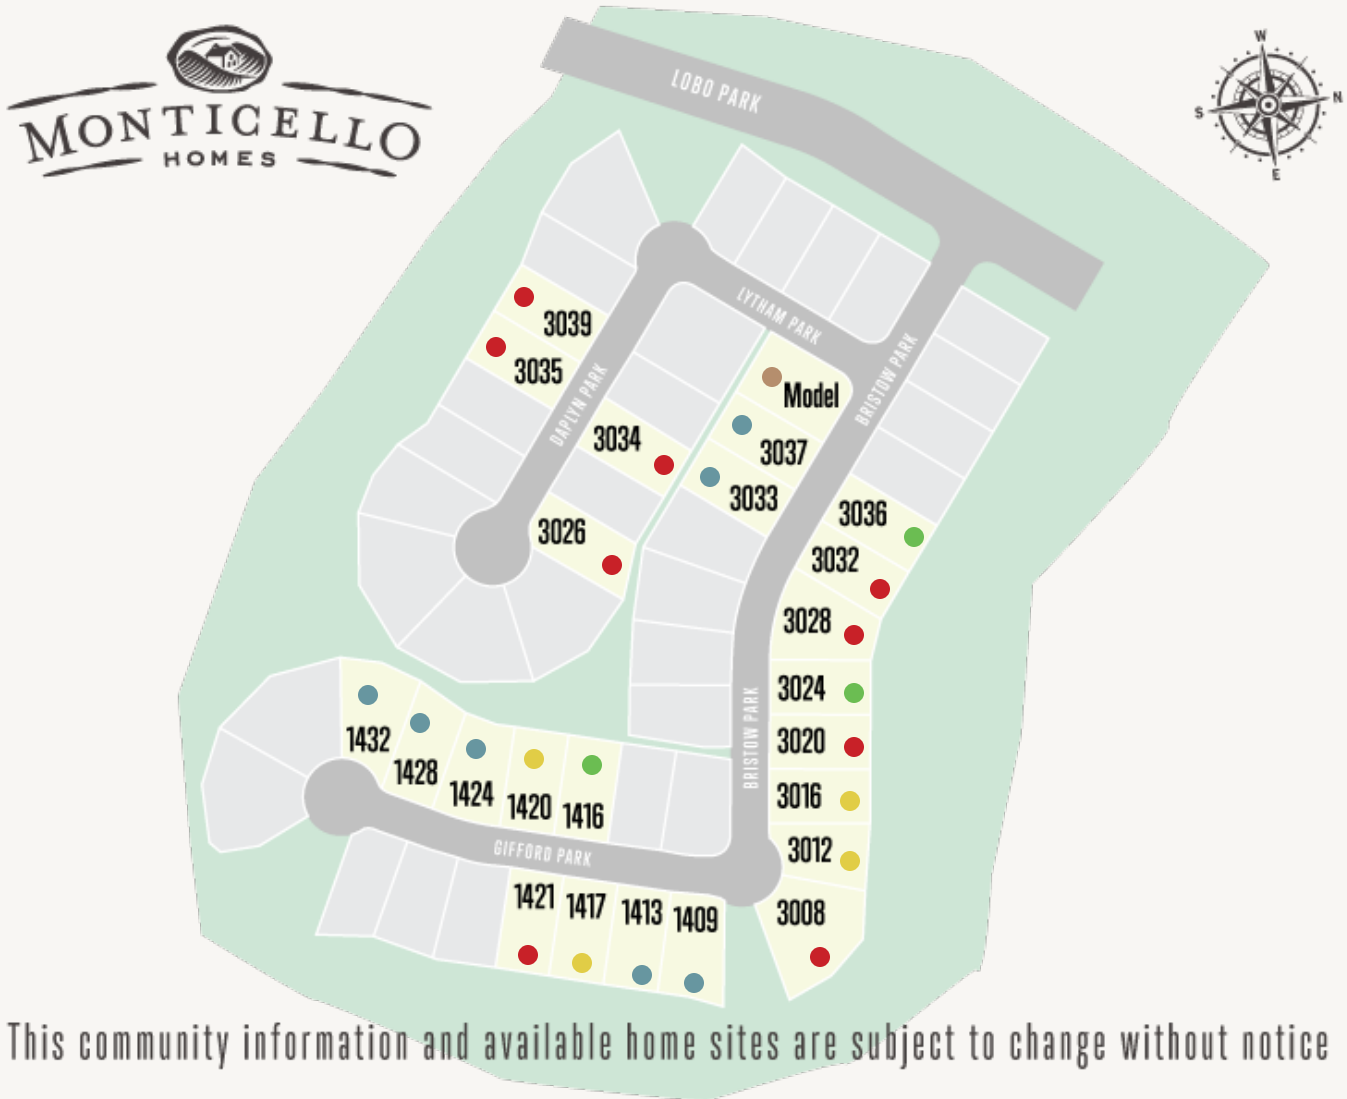 MONTICELLO
HOMES
W
N
S
E
LOBO PARK
LYTHAM PARK
BRISTOW PARK
DAPLYN PARK
3039
3035
3034
3026
Model
3037
3033
3036
3032
3028
3024
3020
3016
3012
3008
BRISTOW PARK
1432
1428
1424
1420
1416
GIFFORD PARK
1421
1417
1413
1409
This community information and available home sites are subject to change without notice